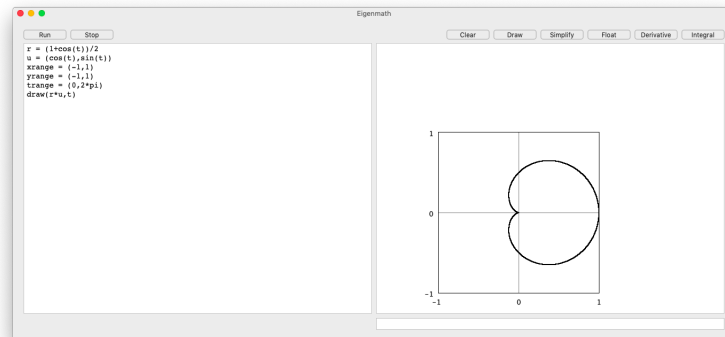 Eigenmath
Run Stop Clear Draw Simplify Float Derivative Integral
r = (1+cos(t))/2
u = (cos(t),sin(t))
xrange = (-1,1)
yrange = (-1,1)
trange = (0,2*pi)
draw(r*u,t)
1
0
-1
-1 0 1